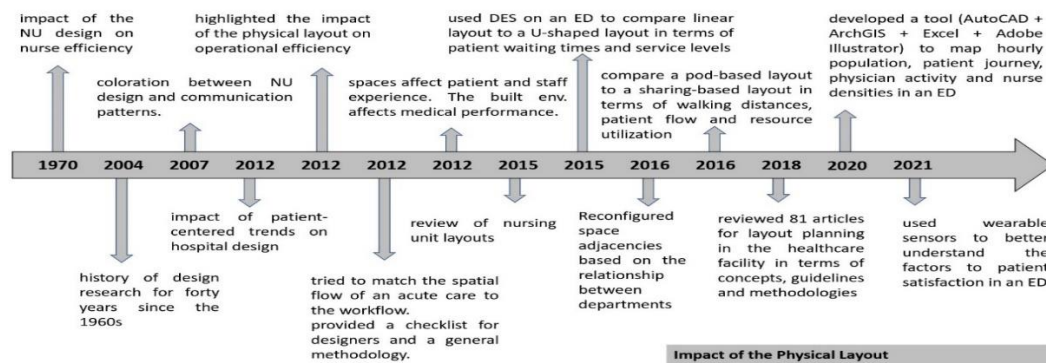 impact of the
NU design on
nurse efficiency
highlighted the impact
of the physical layout on
operational efficiency
used DES on an ED to compare linear
layout to a U-shaped layout in terms of
patient waiting times and service levels
developed a tool (AutoCAD +
ArchGIS + Excel + Adobe
Illustrator) to map hourly
population, patient journey,
physician activity and nurse
densities in an ED
coloration between NU
design and communication
patterns.
spaces affect patient and staff
experience. The built env.
affects medical performance.
compare a pod-based layout
to a sharing-based layout in
terms of walking distances,
patient flow and resource
utilization
1970 2004 2007 2012 2012 2012 2012 2015 2015 2016 2016 2018 2020 2021
history of design
research for forty
years since the
1960s
impact of patient-
centered trends on
hospital design
tried to match the spatial
flow of an acute care to
the workflow.
provided a checklist for
designers and a general
methodology.
review of nursing
unit layouts
Reconfigured
space
adjacencies
based on the
relationship
between
departments
reviewed 81 articles
for layout planning
in the healthcare
facility in terms of
concepts, guidelines
and methodologies
used wearable
sensors to better
understand the
factors to patient
satisfaction in an ED
Impact of the Physical Layout